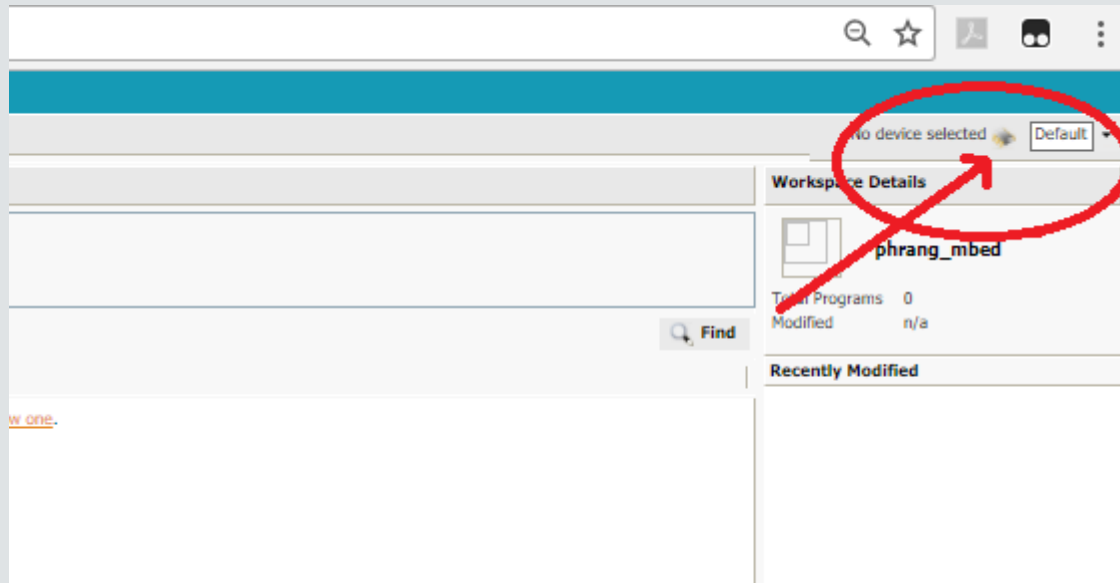 No device selected Default
Workspace Details
phrang_mbed
Total Programs 0
Modified n/a
Find
Recently Modified
w one.